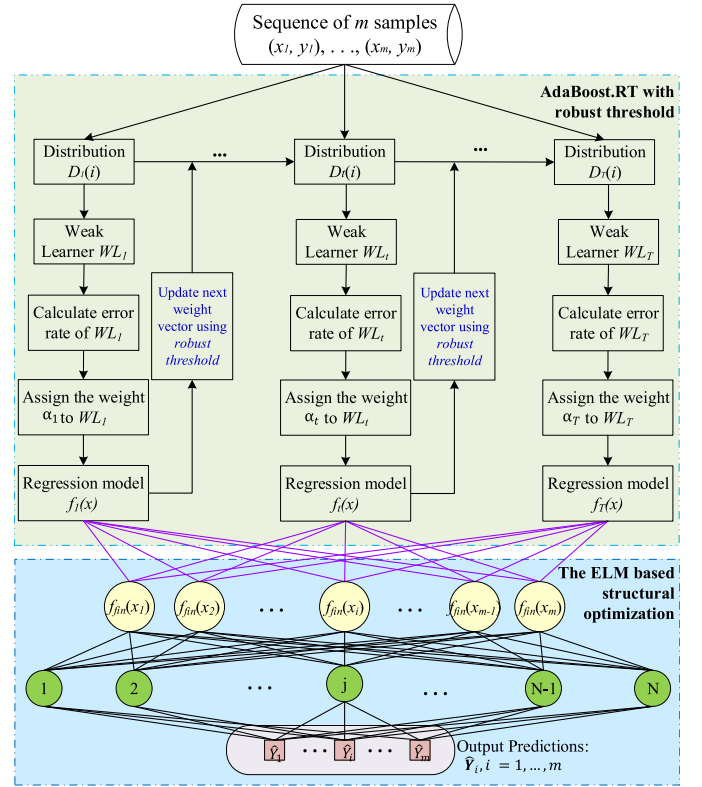 Sequence of m samples
(x1, y1), . . ., (xm, ym)
AdaBoost.RT with
robust threshold
Distribution
D1(i)
...
Distribution
Dt(i)
...
Distribution
DT(i)
Weak
Learner WL1
Weak
Learner WLt
Weak
Learner WLT
Update next
weight
vector using
robust
threshold
Update next
weight
vector using
robust
threshold
Calculate error
rate of WL1
Calculate error
rate of WLt
Calculate error
rate of WLT
Assign the weight
α1 to WL1
Assign the weight
αt to WLt
Assign the weight
αT to WLT
Regression model
f1(x)
Regression model
ft(x)
Regression model
fT(x)
The ELM based
structural
optimization
ffin(x1) ffin(x2) ... ffin(xi) ... ffin(xm-1) ffin(xm)
1 2 ... j ... N-1 N
Ŷ1 ... Ŷi ... Ŷm
Output Predictions:
Ŷi, i = 1, ..., m